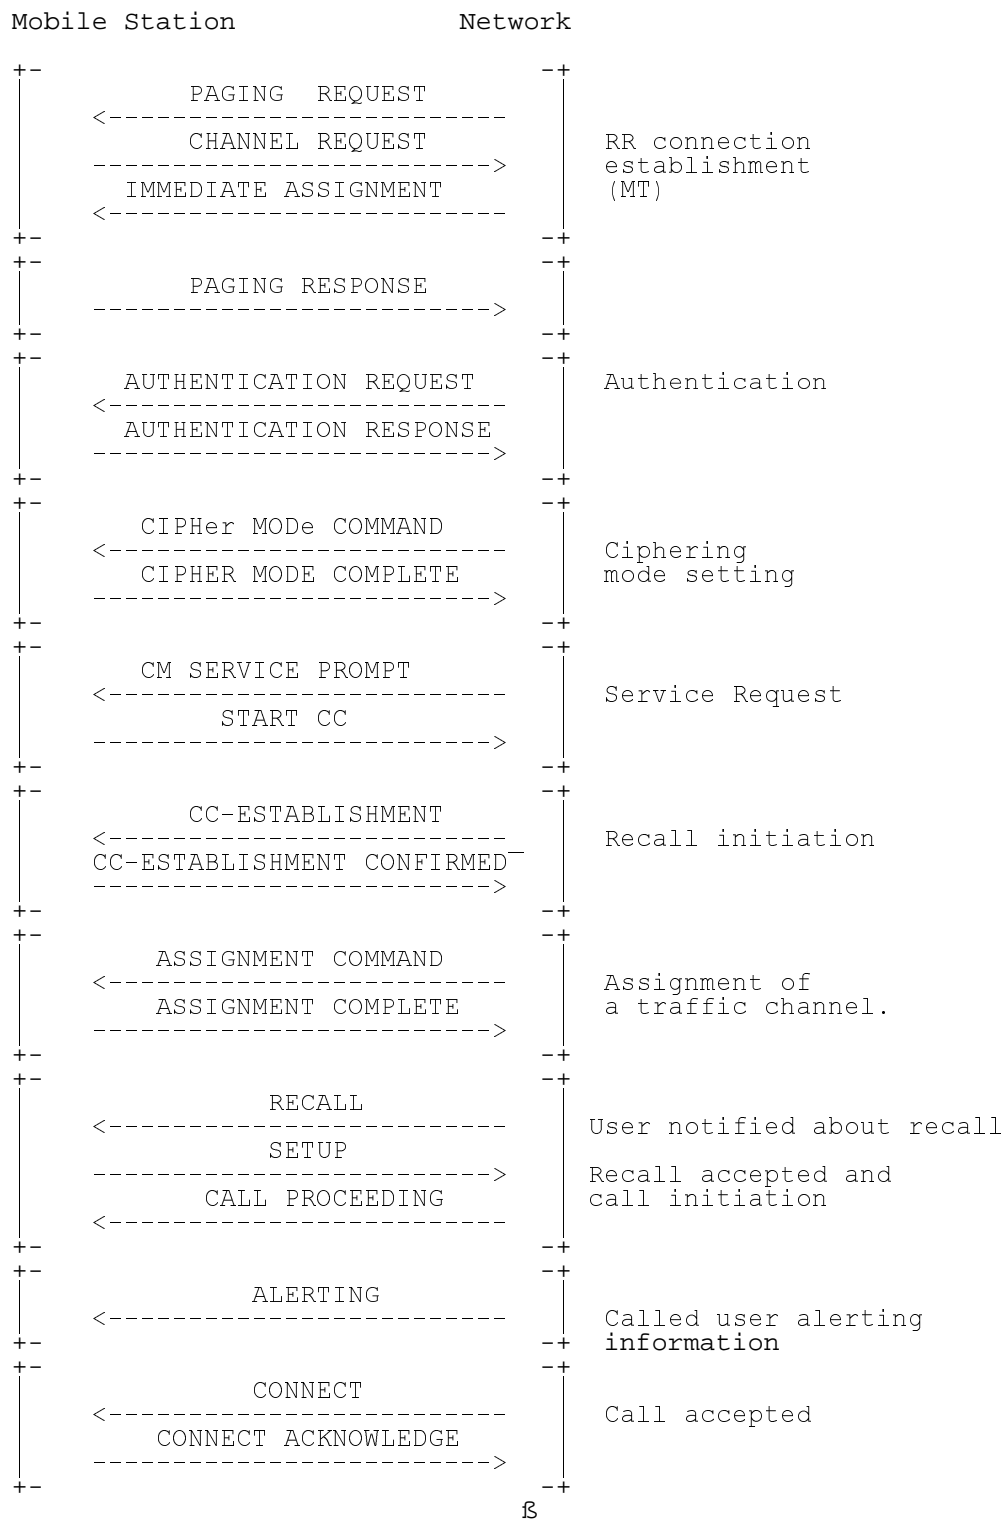 Mobile Station Network
+- -+
PAGING REQUEST
<-------------------------
CHANNEL REQUEST RR connection
-------------------------> establishment
IMMEDIATE ASSIGNMENT (MT)
<-------------------------
+- -+
+- -+
PAGING RESPONSE
------------------------->
+- -+
+- -+
AUTHENTICATION REQUEST Authentication
<-------------------------
AUTHENTICATION RESPONSE
------------------------->
+- -+
+- -+
CIPHer MODe COMMAND
<------------------------- Ciphering
CIPHER MODE COMPLETE mode setting
------------------------->
+- -+
+- -+
CM SERVICE PROMPT
<------------------------- Service Request
START CC
------------------------->
+- -+
+- -+
CC-ESTABLISHMENT
<------------------------- Recall initiation
CC-ESTABLISHMENT CONFIRMED
------------------------->
+- -+
+- -+
ASSIGNMENT COMMAND
<------------------------- Assignment of
ASSIGNMENT COMPLETE a traffic channel.
------------------------->
+- -+
+- -+
RECALL
<------------------------- User notified about recall
SETUP
-------------------------> Recall accepted and
CALL PROCEEDING call initiation
<-------------------------
+- -+
+- -+
ALERTING
<------------------------- Called user alerting
+- -+ information
+- -+
CONNECT
<------------------------- Call accepted
CONNECT ACKNOWLEDGE
------------------------->
+- -+
ß